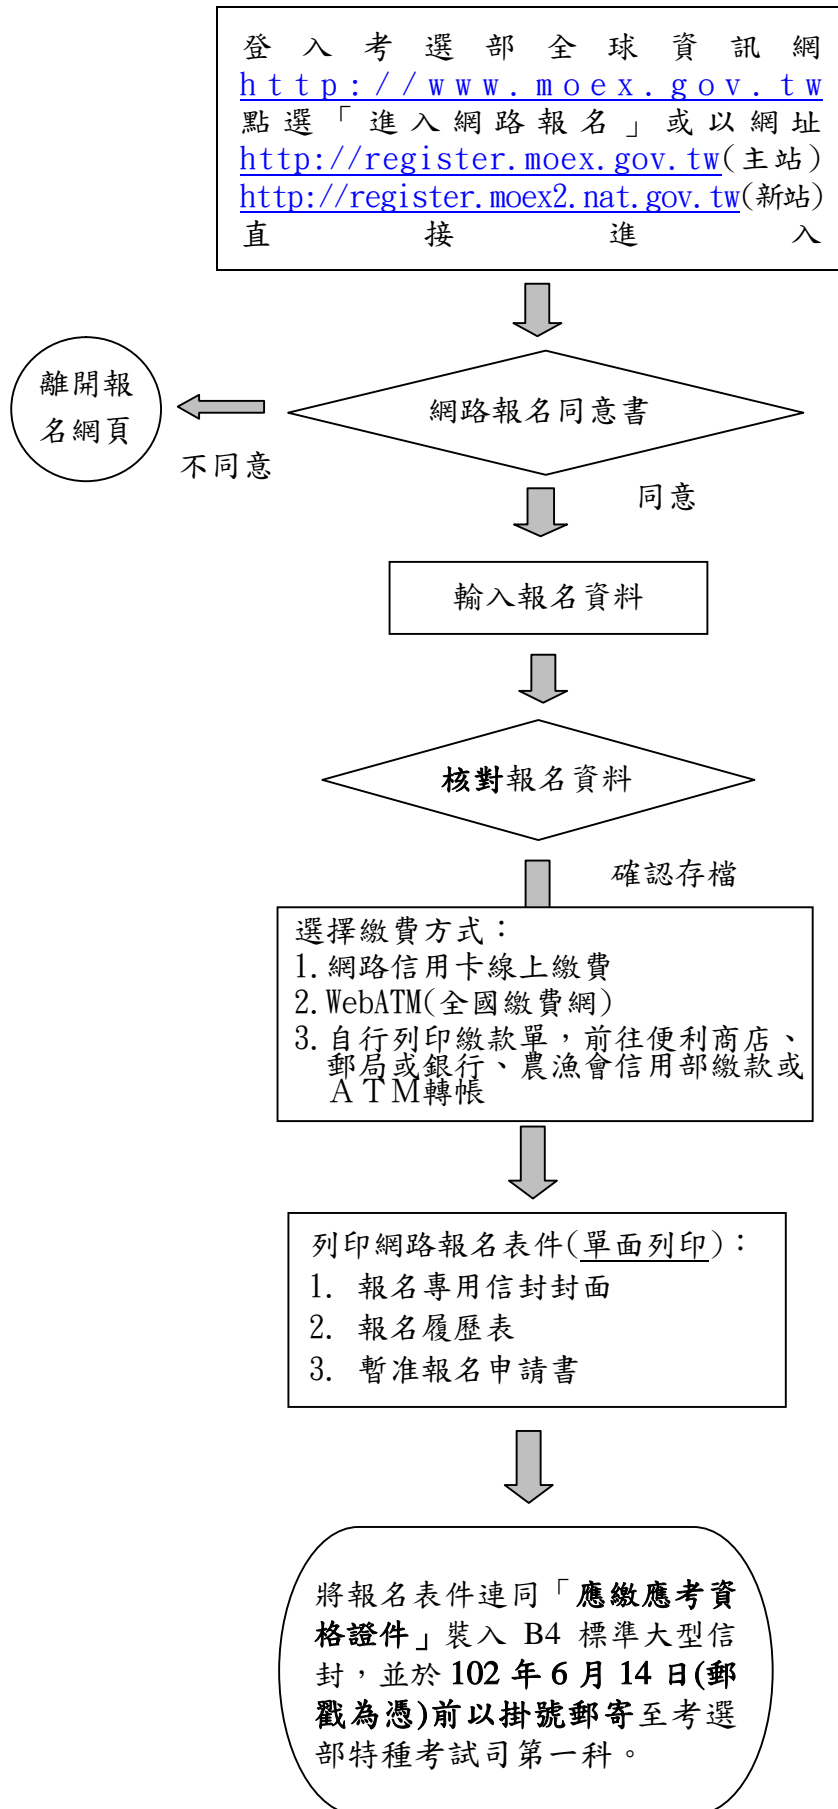 登入考選部全球資訊網
http://www.moex.gov.tw
點選「進入網路報名」或以網址
http://register.moex.gov.tw(主站)
http://register.moex2.nat.gov.tw(新站)
直接進入
離開報
名網頁
網路報名同意書
不同意
同意
輸入報名資料
核對報名資料
確認存檔
選擇繳費方式：
1.網路信用卡線上繳費
2.WebATM(全國繳費網)
3.自行列印繳款單，前往便利商店、
郵局或銀行、農漁會信用部繳款或
ＡＴＭ轉帳
列印網路報名表件(單面列印)：
1. 報名專用信封封面
2. 報名履歷表
3. 暫准報名申請書
將報名表件連同「應繳應考資
格證件」裝入 B4 標準大型信
封，並於 102 年 6 月 14 日(郵
戳為憑)前以掛號郵寄至考選
部特種考試司第一科。